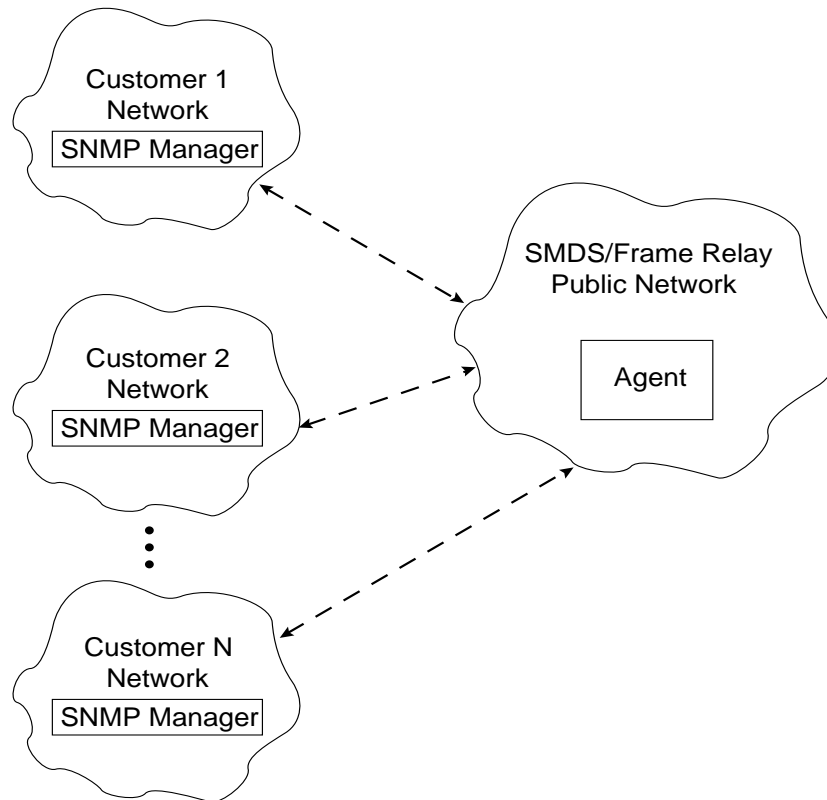 Customer 1
Network
SNMP Manager
SMDS/Frame Relay
Public Network
Agent
Customer 2
Network
SNMP Manager
Customer N
Network
SNMP Manager